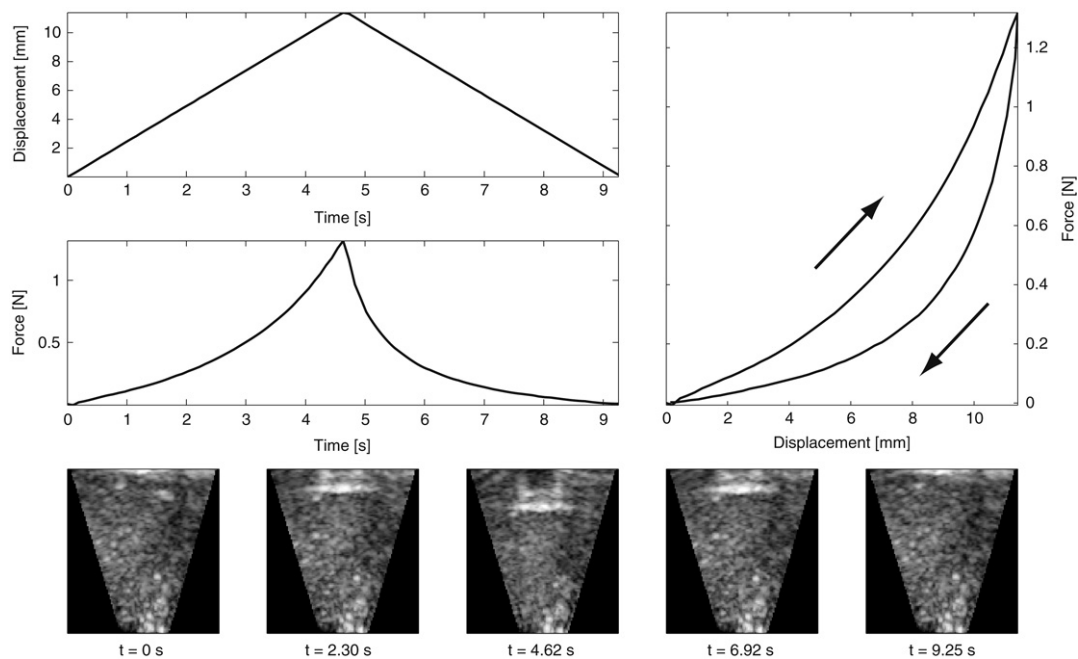 Displacement [mm]
10
8
6
4
2
0 1 2 3 4 5 6 7 8 9
Time [s]
Force [N]
1
0.5
0 1 2 3 4 5 6 7 8 9
Time [s]
1.2
1
0.8
0.6
0.4
0.2
0
Force [N]
0 2 4 6 8 10
Displacement [mm]
t = 0 s
t = 2.30 s
t = 4.62 s
t = 6.92 s
t = 9.25 s